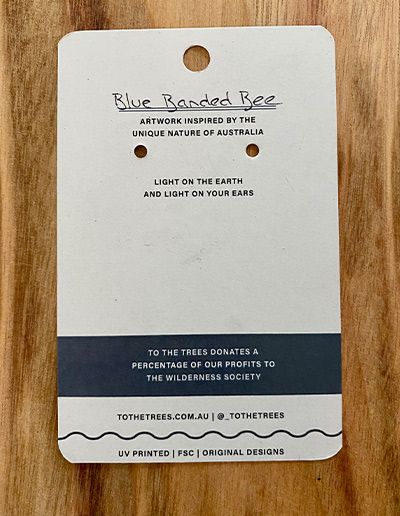 Blue Banded Bee
ARTWORK INSPIRED BY THE
UNIQUE NATURE OF AUSTRALIA
LIGHT ON THE EARTH
AND LIGHT ON YOUR EARS
TO THE TREES DONATES A
PERCENTAGE OF OUR PROFITS TO
THE WILDERNESS SOCIETY
TOTHETREES.COM.AU | @_TOTHETREES
UV PRINTED | FSC | ORIGINAL DESIGNS